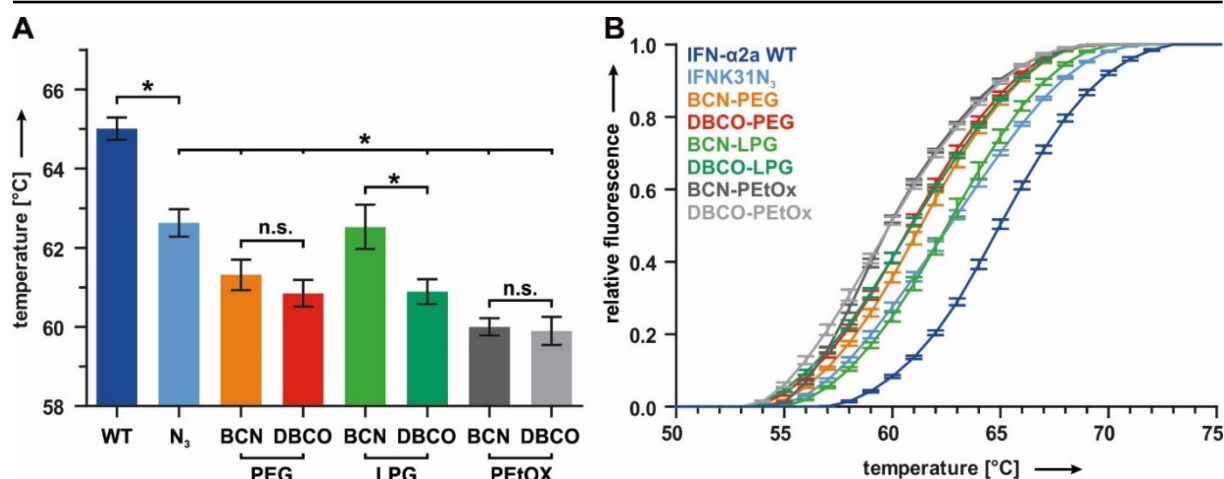 A
temperature [°C]
66
64
62
60
58
*
*
*
n.s.
n.s.
WT N₃ BCN DBCO BCN DBCO BCN DBCO
PEG LPG PEtOX
B
relative fluorescence
1.0
0.8
0.6
0.4
0.2
0.0
IFN-α2a WT
IFNK31N₃
BCN-PEG
DBCO-PEG
BCN-LPG
DBCO-LPG
BCN-PEtOx
DBCO-PEtOx
50 55 60 65 70 75
temperature [°C]